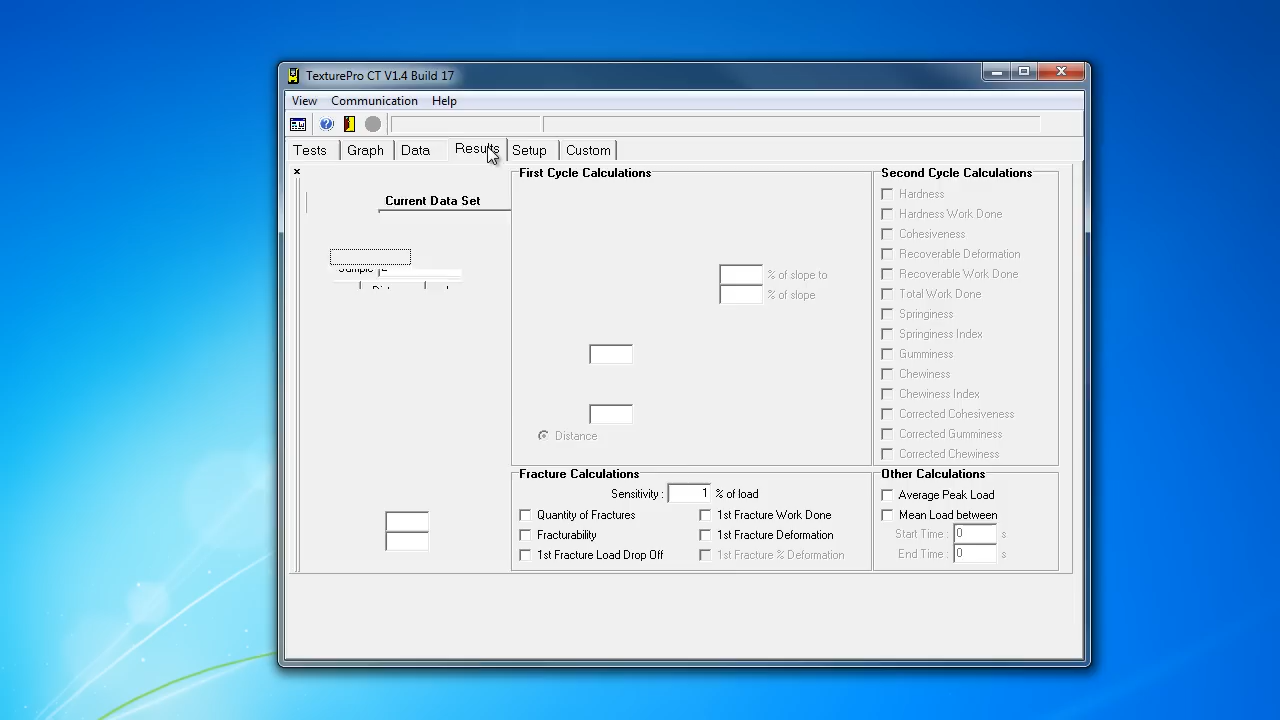 TexturePro CT V1.4 Build 17
View Communication Help
Tests Graph Data Results Setup Custom
Current Data Set
Sample
First Cycle Calculations
% of slope to
% of slope
Distance
Second Cycle Calculations
Hardness
Hardness Work Done
Cohesiveness
Recoverable Deformation
Recoverable Work Done
Total Work Done
Springiness
Springiness Index
Gumminess
Chewiness
Chewiness Index
Corrected Cohesiveness
Corrected Gumminess
Corrected Chewiness
Fracture Calculations
Sensitivity : 1 % of load
Quantity of Fractures 1st Fracture Work Done
Fracturability 1st Fracture Deformation
1st Fracture Load Drop Off 1st Fracture % Deformation
Other Calculations
Average Peak Load
Mean Load between
Start Time : 0 s
End Time : 0 s